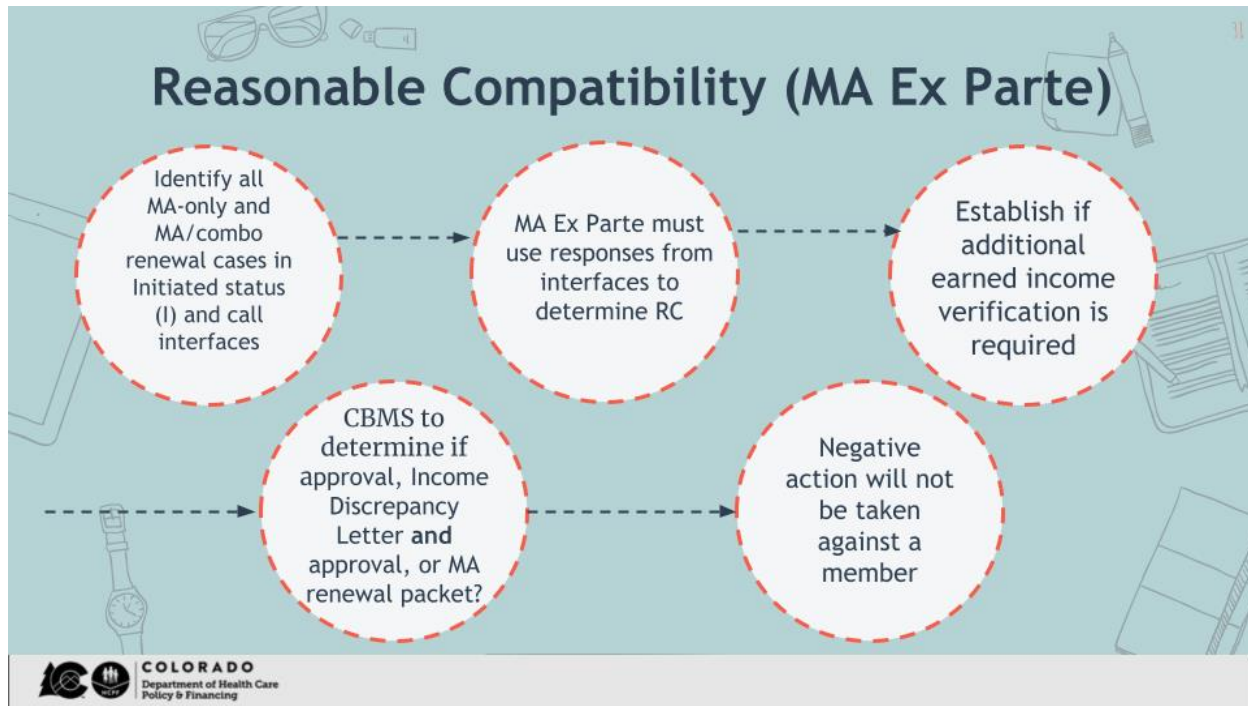 31
Reasonable Compatibility (MA Ex Parte)
Identify all
MA-only and
MA/combo
renewal cases in
Initiated status
(I) and call
interfaces
MA Ex Parte must
use responses from
interfaces to
determine RC
Establish if
additional
earned income
verification is
required
CBMS to
determine if
approval, Income
Discrepancy
Letter and
approval, or MA
renewal packet?
Negative
action will not
be taken
against a
member
HCPF
COLORADO
Department of Health Care
Policy & Financing